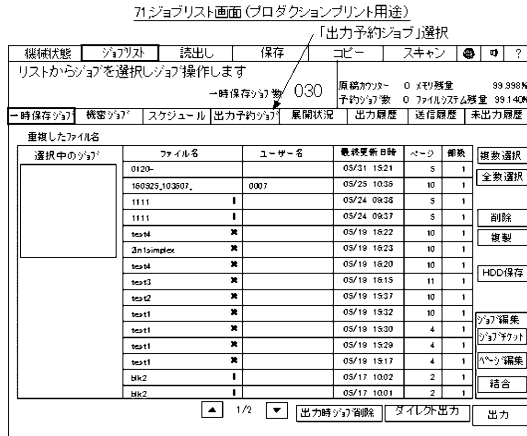 71,ジョブリスト画面(プロダクションプリント用途)
「出力予約ジョブ」選択
機械状態 ジョブリスト 読出し 保存 コピー スキャン ?
リストからジョブを選択しジョブ操作します
一時保存ジョブ数 030
原稿カウンター 0 メモリ残量 99.998%
予約ジョブ数 0 ファイルシステム残量 99.140%
一時保存ジョブ 機密ジョブ スケジュール 出力予約ジョブ 展開状況 出力履歴 送信履歴 未出力履歴
重複したファイル名
選択中のジョブ ファイル名 ユーザー名 最終更新日時 ページ 部数 複数選択
0120- 05/31 15:21 5 1
全数選択
150925_103507_ 0007 05/25 10:35 10 1
1111 05/24 09:38 5 1
1111 05/24 09:37 5 1
削除
test4 05/19 15:22 10 1
複製
2in1simplex 05/19 15:23 10 1
test4 05/19 15:20 10 1
HDD保存
test3 05/19 15:15 11 1
test2 05/19 15:37 10 1
test1 05/19 15:32 10 1
ジョブ編集
test1 05/19 15:30 4 1
ジョブチケット
test1 05/19 15:29 4 1
test1 05/19 15:17 4 1
ページ編集
blk2 05/17 10:02 2 1
結合
blk2 05/17 10:01 2 1
▲ 1/2 ▼ 出力時ジョブ削除 ダイレクト出力 出力